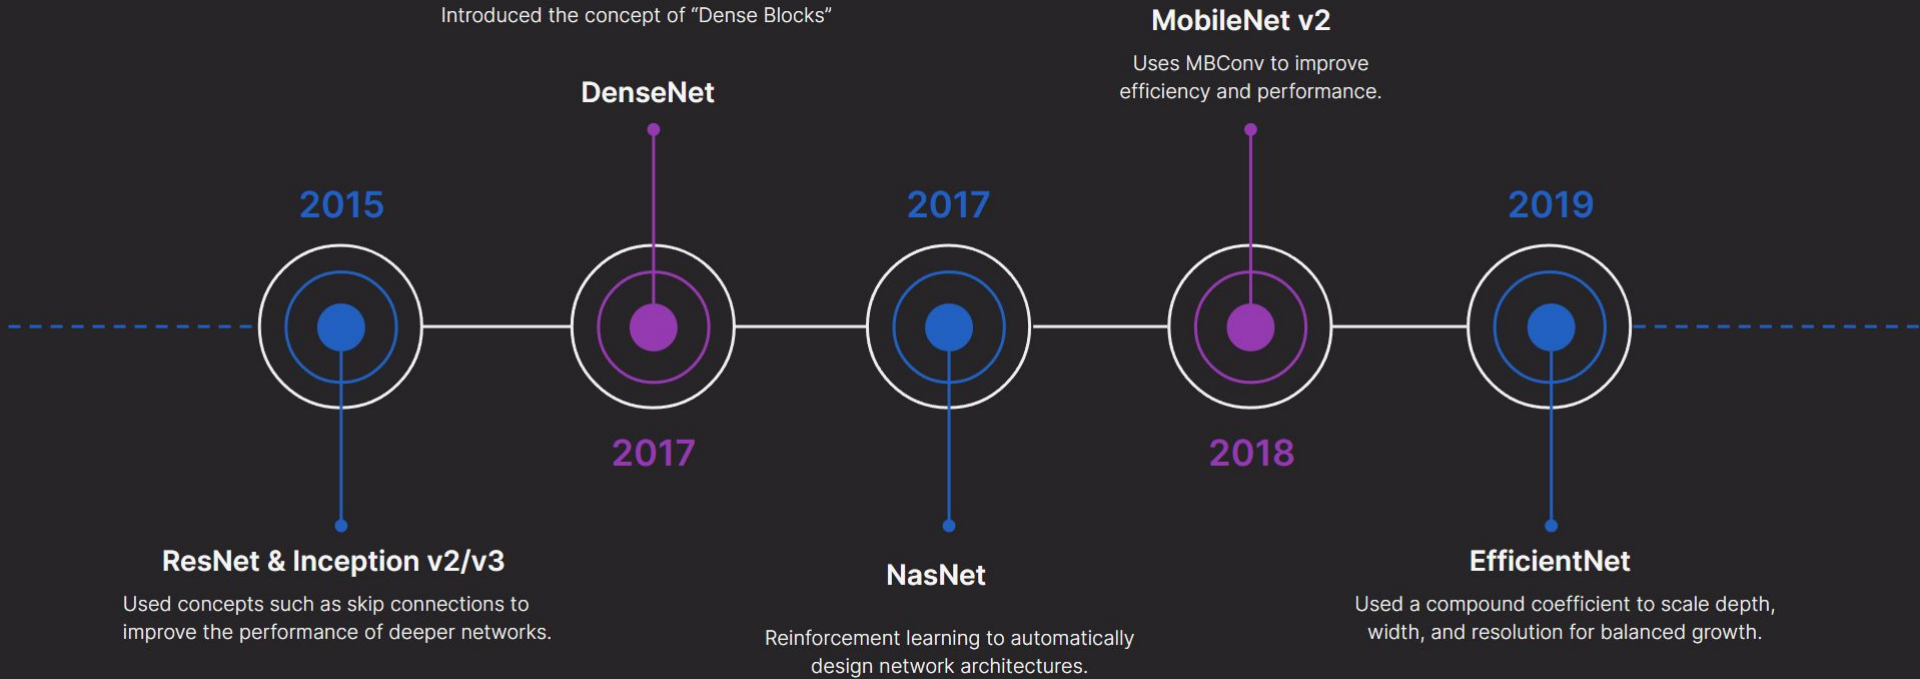 Introduced the concept of “Dense Blocks”
DenseNet
MobileNet v2
Uses MBConv to improve
efficiency and performance.
2015
2017
2019
2017
2018
ResNet & Inception v2/v3
Used concepts such as skip connections to
improve the performance of deeper networks.
NasNet
Reinforcement learning to automatically
design network architectures.
EfficientNet
Used a compound coefficient to scale depth,
width, and resolution for balanced growth.